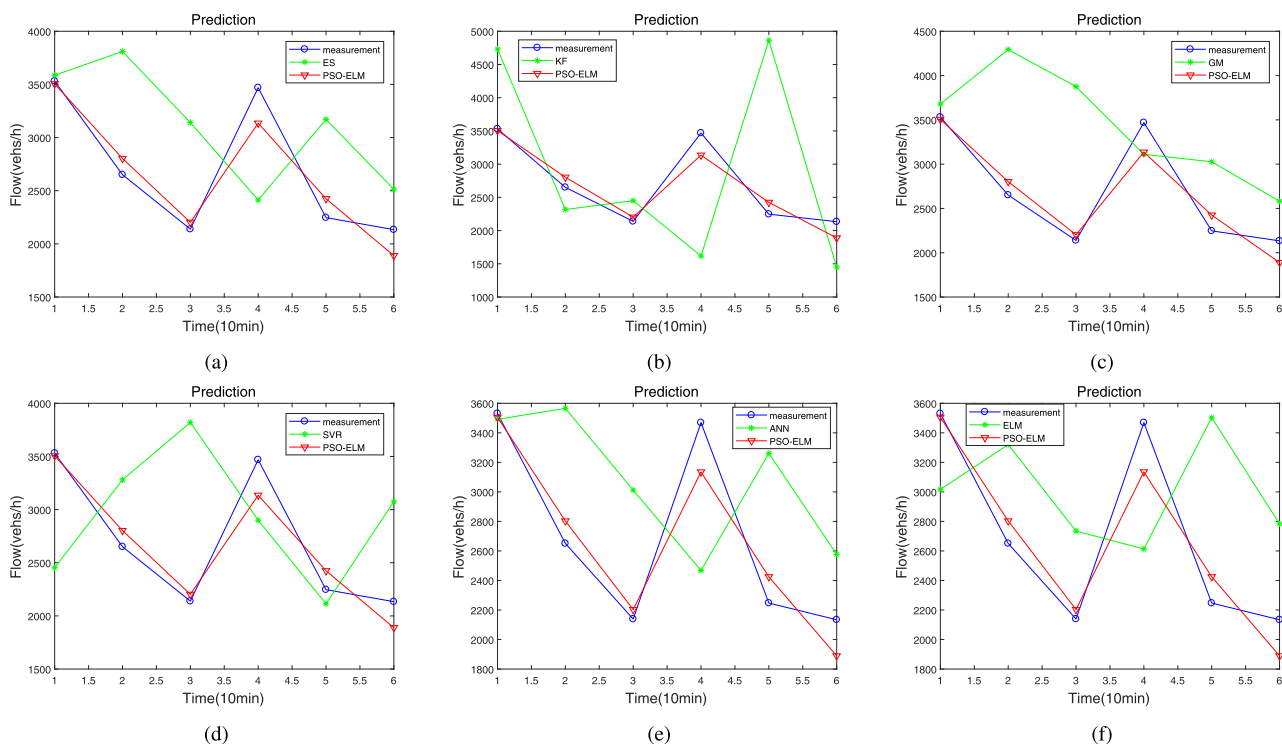 Prediction
4000
3500
3000
2500
2000
1500
Flow(vehs/h)
measurement
ES
PSO-ELM
1 1.5 2 2.5 3 3.5 4 4.5 5 5.5 6
Time(10min)
(a)
Prediction
5000
4500
4000
3500
3000
2500
2000
1500
1000
Flow(vehs/h)
measurement
KF
PSO-ELM
1 1.5 2 2.5 3 3.5 4 4.5 5 5.5 6
Time(10min)
(b)
Prediction
4500
4000
3500
3000
2500
2000
1500
Flow(vehs/h)
measurement
GM
PSO-ELM
1 1.5 2 2.5 3 3.5 4 4.5 5 5.5 6
Time(10min)
(c)
Prediction
4000
3500
3000
2500
2000
1500
Flow(vehs/h)
measurement
SVR
PSO-ELM
1 1.5 2 2.5 3 3.5 4 4.5 5 5.5 6
Time(10min)
(d)
Prediction
3600
3400
3200
3000
2800
2600
2400
2200
2000
1800
Flow(vehs/h)
measurement
ANN
PSO-ELM
1 1.5 2 2.5 3 3.5 4 4.5 5 5.5 6
Time(10min)
(e)
Prediction
3600
3400
3200
3000
2800
2600
2400
2200
2000
1800
Flow(vehs/h)
measurement
ELM
PSO-ELM
1 1.5 2 2.5 3 3.5 4 4.5 5 5.5 6
Time(10min)
(f)